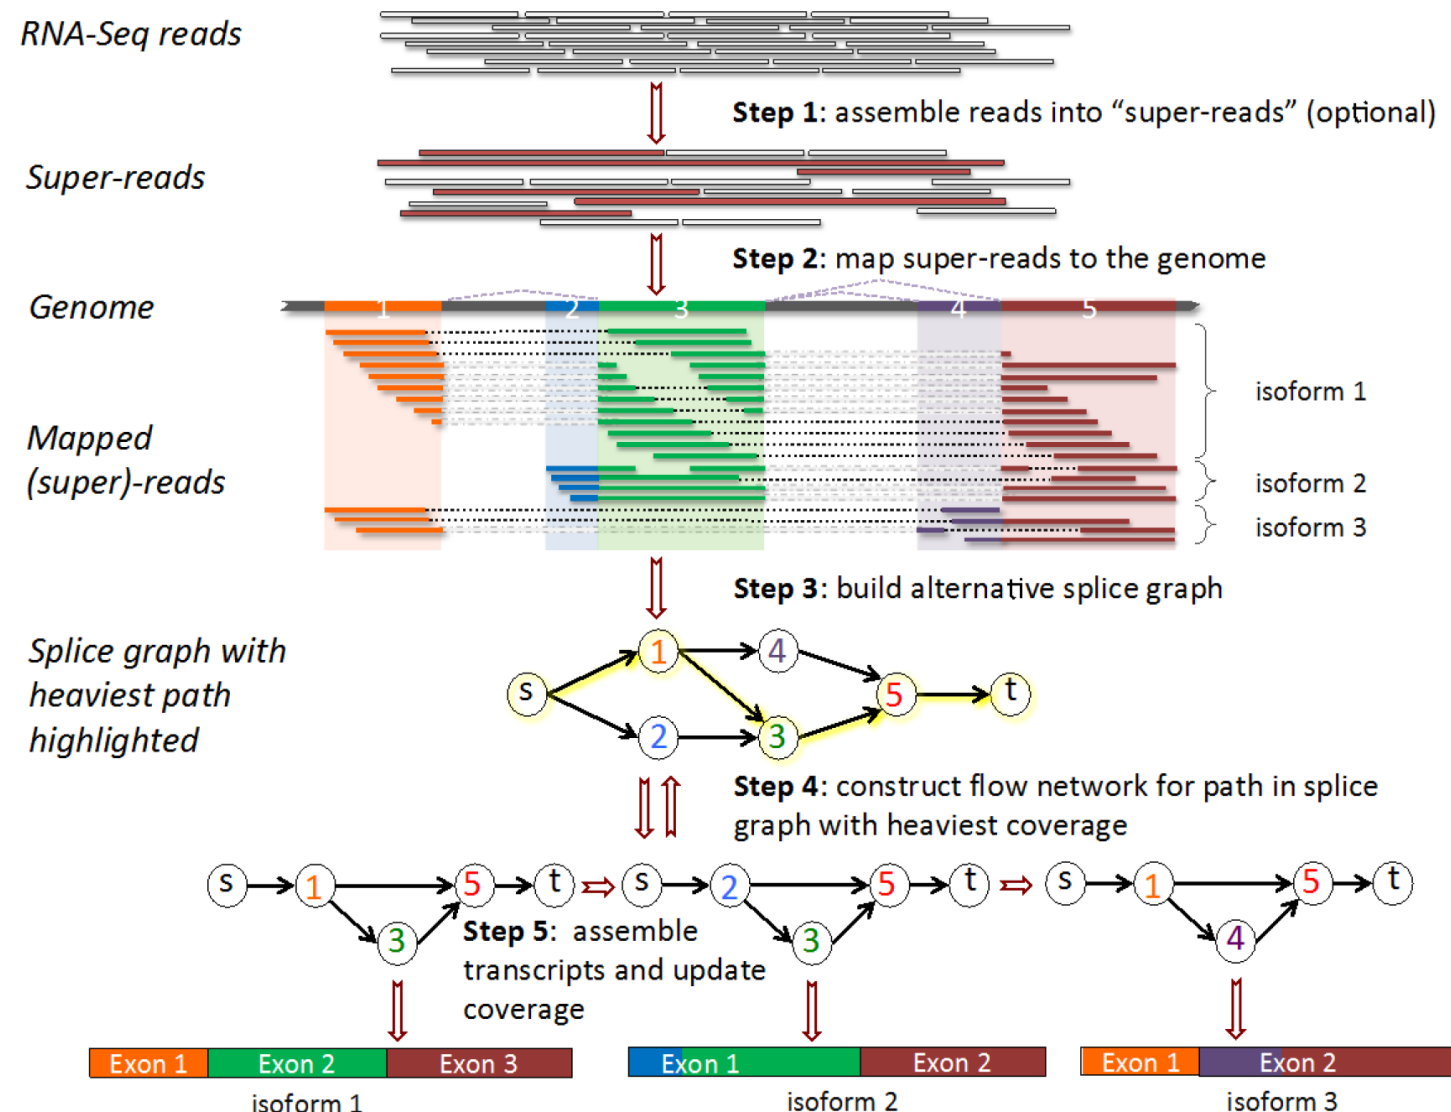 RNA-Seq reads
Step 1: assemble reads into “super-reads” (optional)
Super-reads
Step 2: map super-reads to the genome
Genome
1 2 3 4 5
isoform 1
Mapped
(super)-reads
isoform 2
isoform 3
Step 3: build alternative splice graph
Splice graph with
heaviest path
highlighted
1 4
s 5 t
2 3
Step 4: construct flow network for path in splice
graph with heaviest coverage
s 1 5 t s 2 5 t s 1 5 t
3 3 4
Step 5: assemble
transcripts and update
coverage
Exon 1 Exon 2 Exon 3 Exon 1 Exon 2 Exon 1 Exon 2
isoform 1 isoform 2 isoform 3